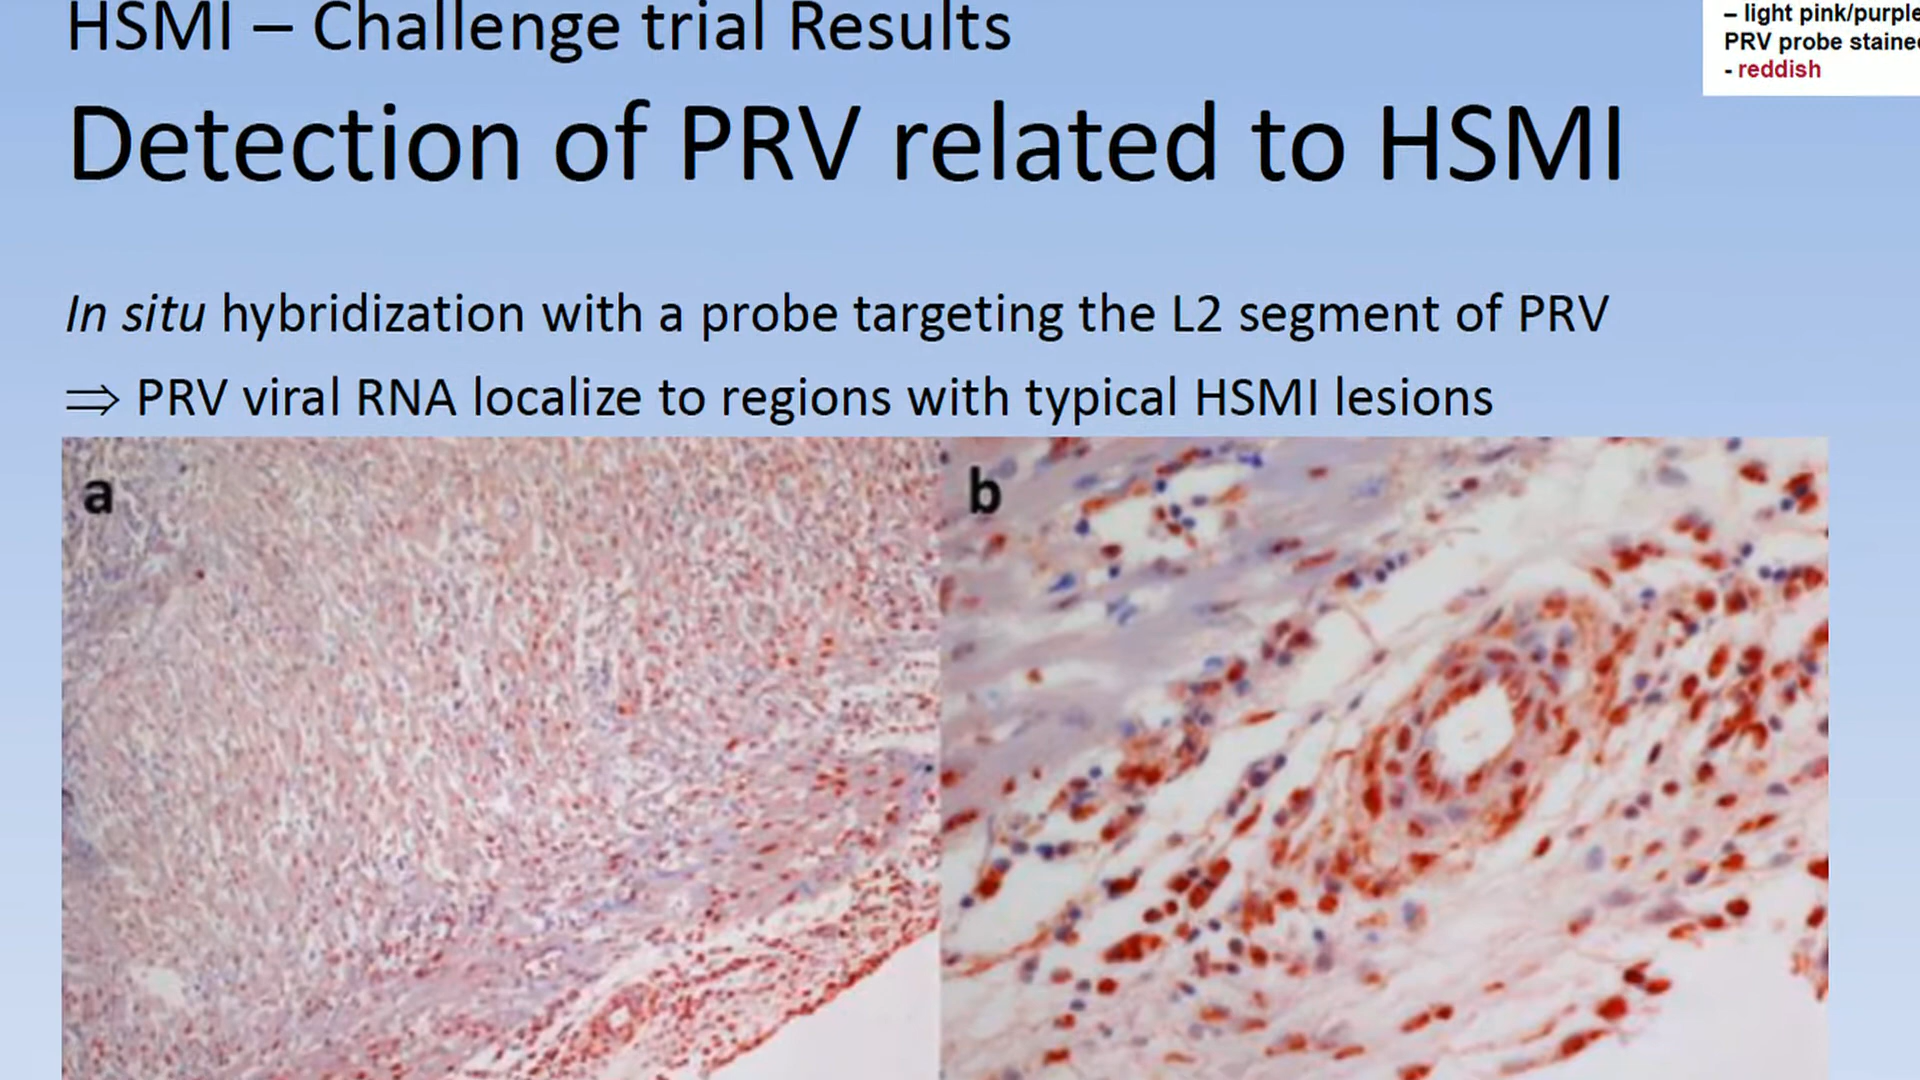 HSMI – Challenge trial Results
– light pink/purple
PRV probe
- reddish
Detection of PRV related to HSMI
In situ hybridization with a probe targeting the L2 segment of PRV
⇒ PRV viral RNA localize to regions with typical HSMI lesions
a
b